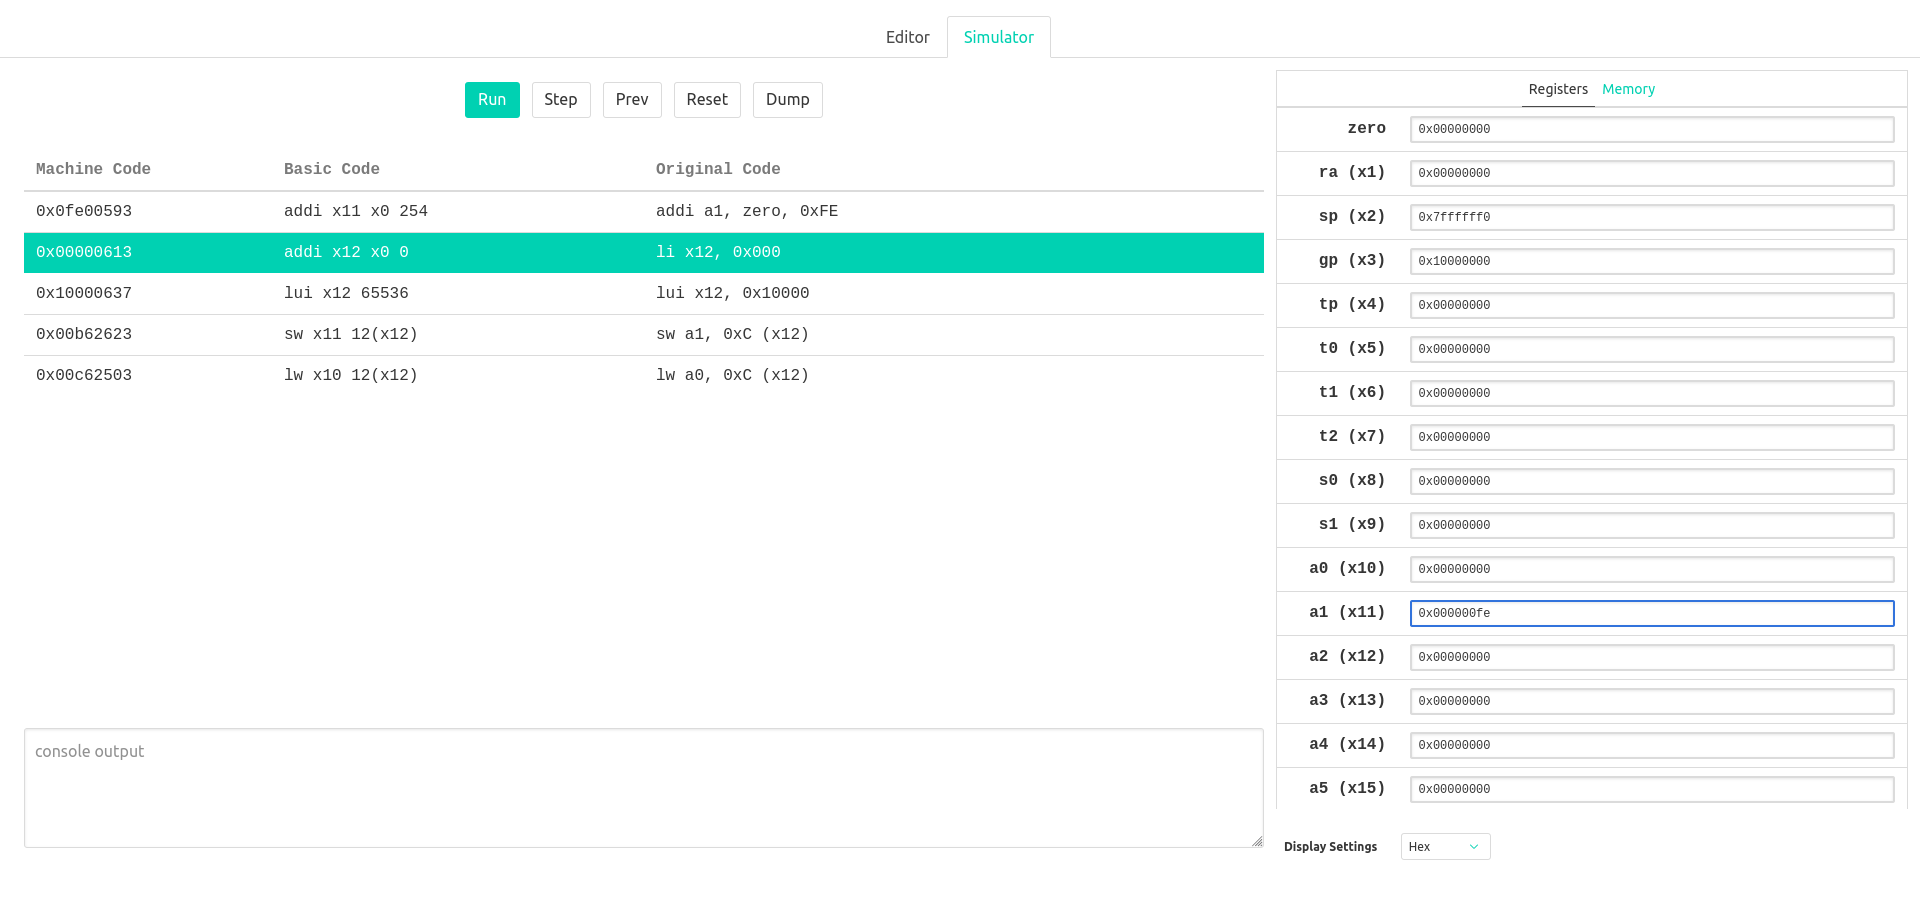 Editor Simulator
Run Step Prev Reset Dump
Machine Code Basic Code Original Code
0x0fe00593 addi x11 x0 254 addi a1, zero, 0xFE
0x00000613 addi x12 x0 0 li x12, 0x000
0x10000637 lui x12 65536 lui x12, 0x10000
0x00b62623 sw x11 12(x12) sw a1, 0xC (x12)
0x00c62503 lw x10 12(x12) lw a0, 0xC (x12)
console output
Registers Memory
zero 0x00000000
ra (x1) 0x00000000
sp (x2) 0x7ffffff0
gp (x3) 0x10000000
tp (x4) 0x00000000
t0 (x5) 0x00000000
t1 (x6) 0x00000000
t2 (x7) 0x00000000
s0 (x8) 0x00000000
s1 (x9) 0x00000000
a0 (x10) 0x00000000
a1 (x11) 0x000000fe
a2 (x12) 0x00000000
a3 (x13) 0x00000000
a4 (x14) 0x00000000
a5 (x15) 0x00000000
Display Settings Hex